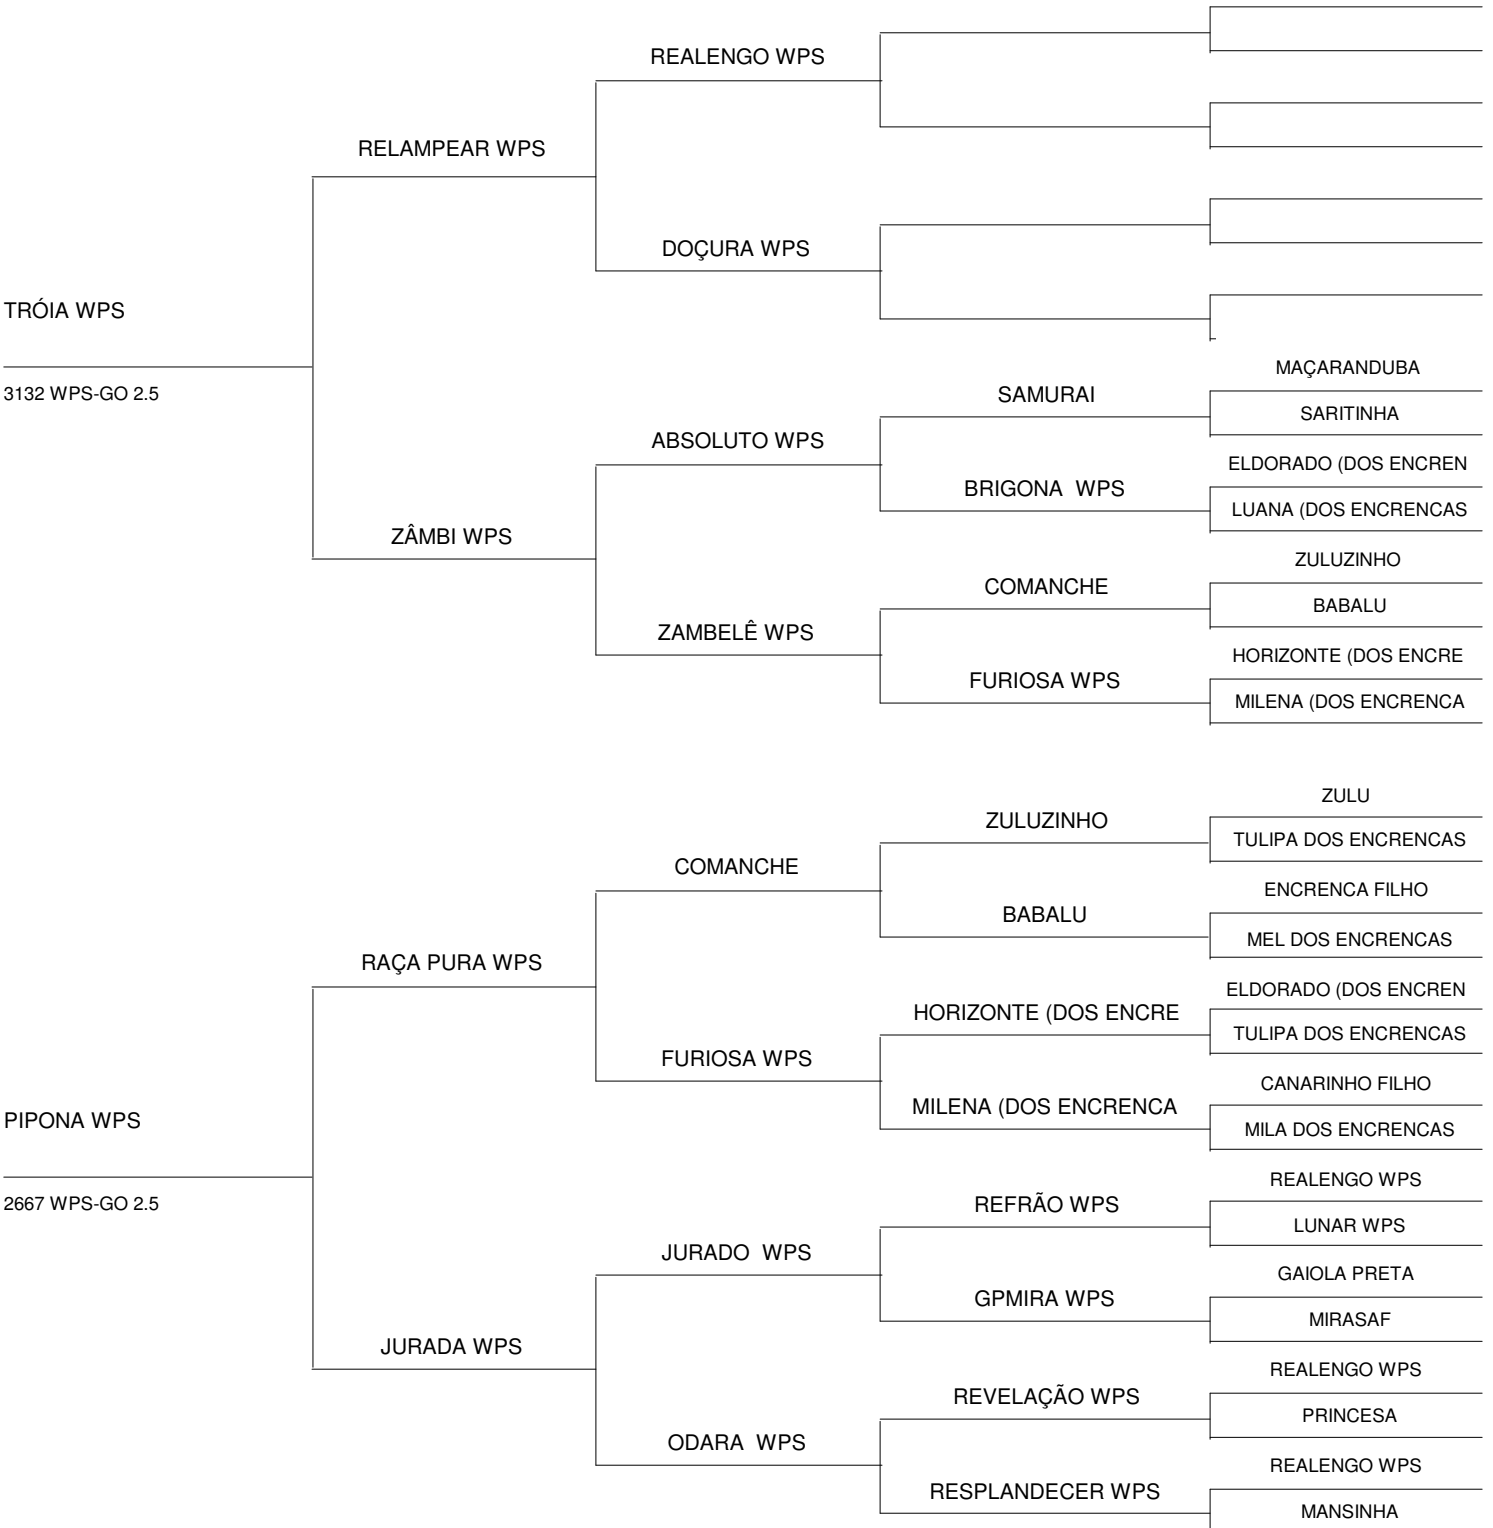 REALENGO WPS
RELAMPEAR WPS
DOÇURA WPS
TRÓIA WPS
3132 WPS-GO 2.5
MAÇARANDUBA
SAMURAI
SARITINHA
ABSOLUTO WPS
ELDORADO (DOS ENCREN
BRIGONA  WPS
LUANA (DOS ENCRENCAS
ZÂMBI WPS
ZULUZINHO
COMANCHE
BABALU
ZAMBELÊ WPS
HORIZONTE (DOS ENCRE
FURIOSA WPS
MILENA (DOS ENCRENCA
ZULU
ZULUZINHO
TULIPA DOS ENCRENCAS
COMANCHE
ENCRENCA FILHO
BABALU
MEL DOS ENCRENCAS
RAÇA PURA WPS
ELDORADO (DOS ENCREN
HORIZONTE (DOS ENCRE
TULIPA DOS ENCRENCAS
FURIOSA WPS
CANARINHO FILHO
MILENA (DOS ENCRENCA
MILA DOS ENCRENCAS
PIPONA WPS
2667 WPS-GO 2.5
REALENGO WPS
REFRÃO WPS
LUNAR WPS
JURADO  WPS
GAIOLA PRETA
GPMIRA WPS
MIRASAF
JURADA WPS
REALENGO WPS
REVELAÇÃO WPS
PRINCESA
ODARA  WPS
REALENGO WPS
RESPLANDECER WPS
MANSINHA